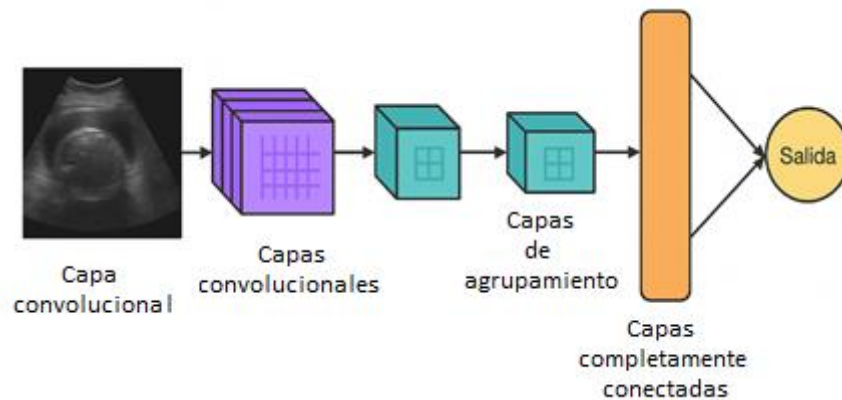 Capa
convolucional
Capas
convolucionales
Capas
de
agrupamiento
Capas
completamente
conectadas
Salida